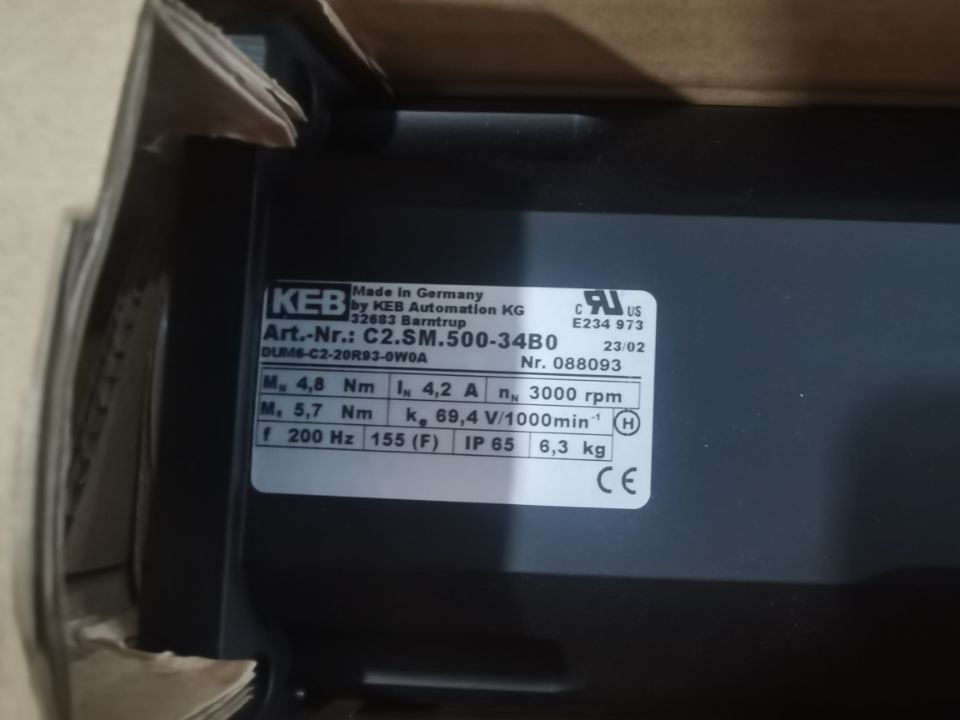 KEB
Made in Germany
by KEB Automation KG
32683 Barntrup
C RU US
E234 973
Art.-Nr.: C2.SM.500-34B0
23/02
DUM6-C2-20R93-0W0A
Nr. 088093
MN 4,8 Nm IN 4,2 A nN 3000 rpm
M0 5,7 Nm ke 69,4 V/1000min-1 H
f 200 Hz 155 (F) IP 65 6,3 kg
CE